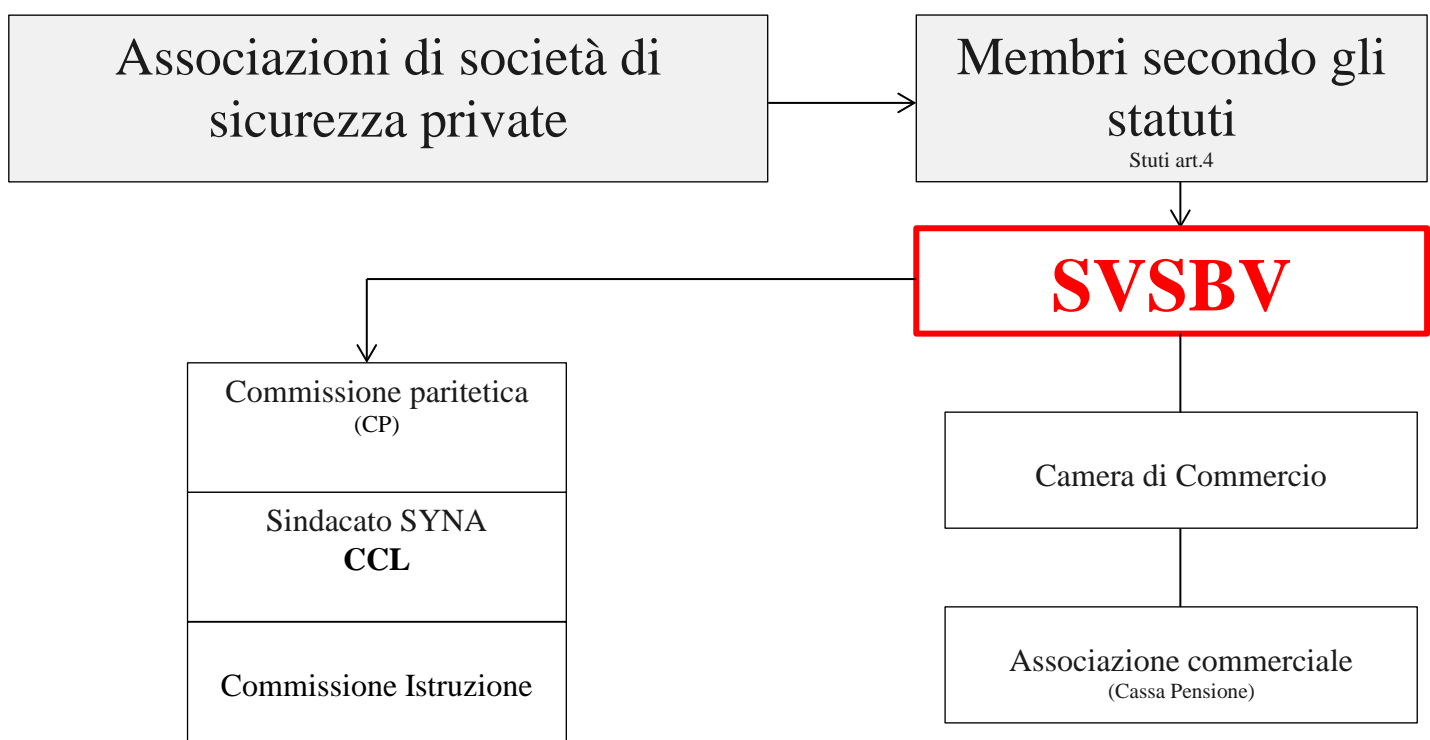 Associazioni di società di
sicurezza private
Membri secondo gli
statuti
Stuti art.4
SVSBV
Commissione paritetica
(CP)
Sindacato SYNA
CCL
Commissione Istruzione
Camera di Commercio
Associazione commerciale
(Cassa Pensione)